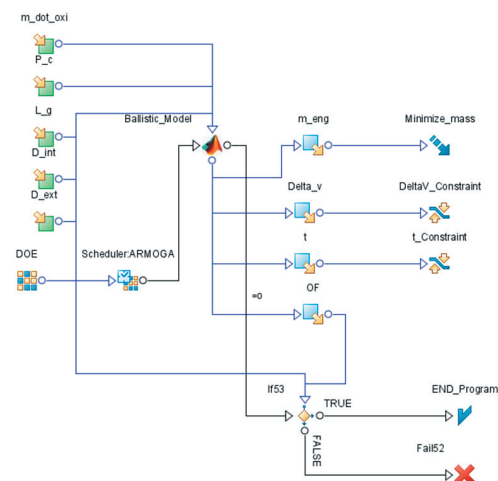 m_dot_oxi
P_c
L_g
D_int
D_ext
Ballistic_Model
m_eng
Minimize_mass
Delta_v
DeltaV_Constraint
t
t_Constraint
DOE
Scheduler:ARMOGA
OF
=0
If53
TRUE
END_Program
FALSE
Fail52